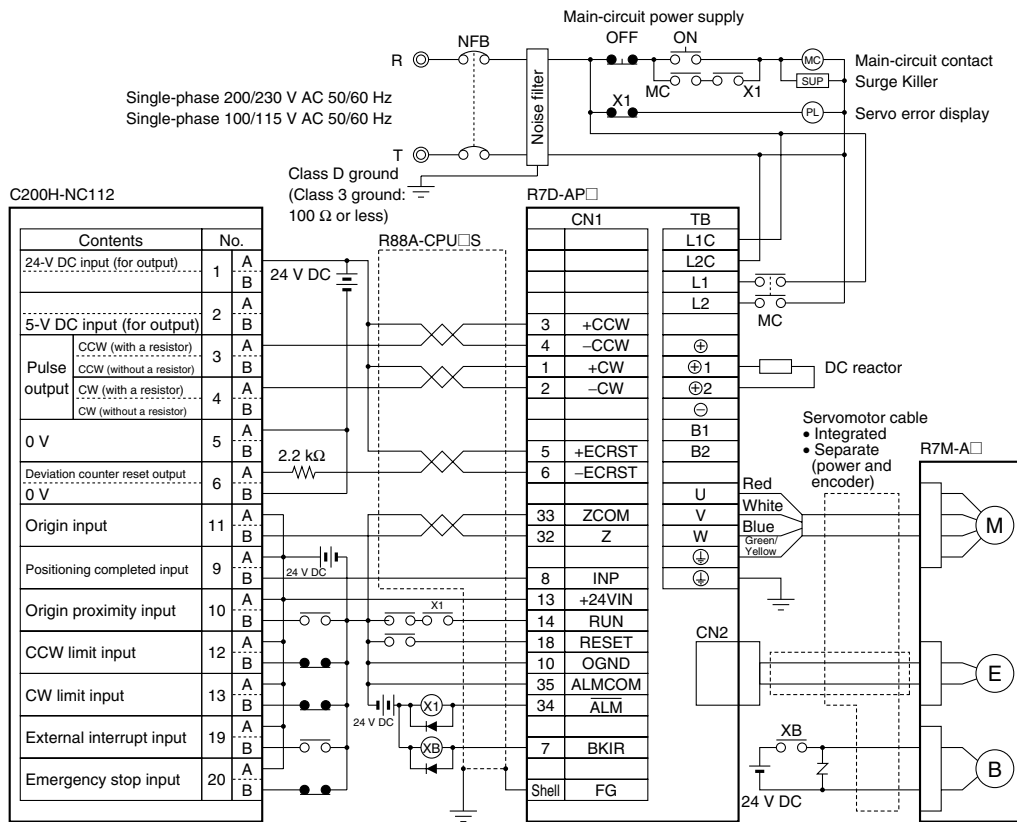 Main-circuit power supply
OFF
ON
NFB
R
MC
Main-circuit contact
SUP
Surge Killer
MC
X1
X1
PL
Servo error display
Noise filter
Single-phase 200/230 V AC 50/60 Hz
Single-phase 100/115 V AC 50/60 Hz
T
Class D ground
(Class 3 ground:
100 Ω or less)
C200H-NC112
R88A-CPU□S
R7D-AP□
Contents No.
24-V DC input (for output) 1 A
B
5-V DC input (for output) 2 A
B
Pulse output
CCW (with a resistor) 3 A
CCW (without a resistor) B
CW (with a resistor) 4 A
CW (without a resistor) B
0 V 5 A
B
Deviation counter reset output 6 A
0 V B
Origin input 11 A
B
Positioning completed input 9 A
B
Origin proximity input 10 A
B
CCW limit input 12 A
B
CW limit input 13 A
B
External interrupt input 19 A
B
Emergency stop input 20 A
B
24 V DC
2.2 kΩ
24 V DC
X1
24 V DC
X1
XB
CN1
3 +CCW
4 −CCW
1 +CW
2 −CW
5 +ECRST
6 −ECRST
33 ZCOM
32 Z
8 INP
13 +24VIN
14 RUN
18 RESET
10 OGND
35 ALMCOM
34 ALM
7 BKIR
Shell FG
TB
L1C
L2C
L1
L2
⊕
⊕1
⊕2
⊖
B1
B2
U
V
W
MC
DC reactor
Servomotor cable
• Integrated
• Separate
(power and
encoder)
R7M-A□
Red
White
Blue
Green/
Yellow
M
CN2
E
XB
24 V DC
B